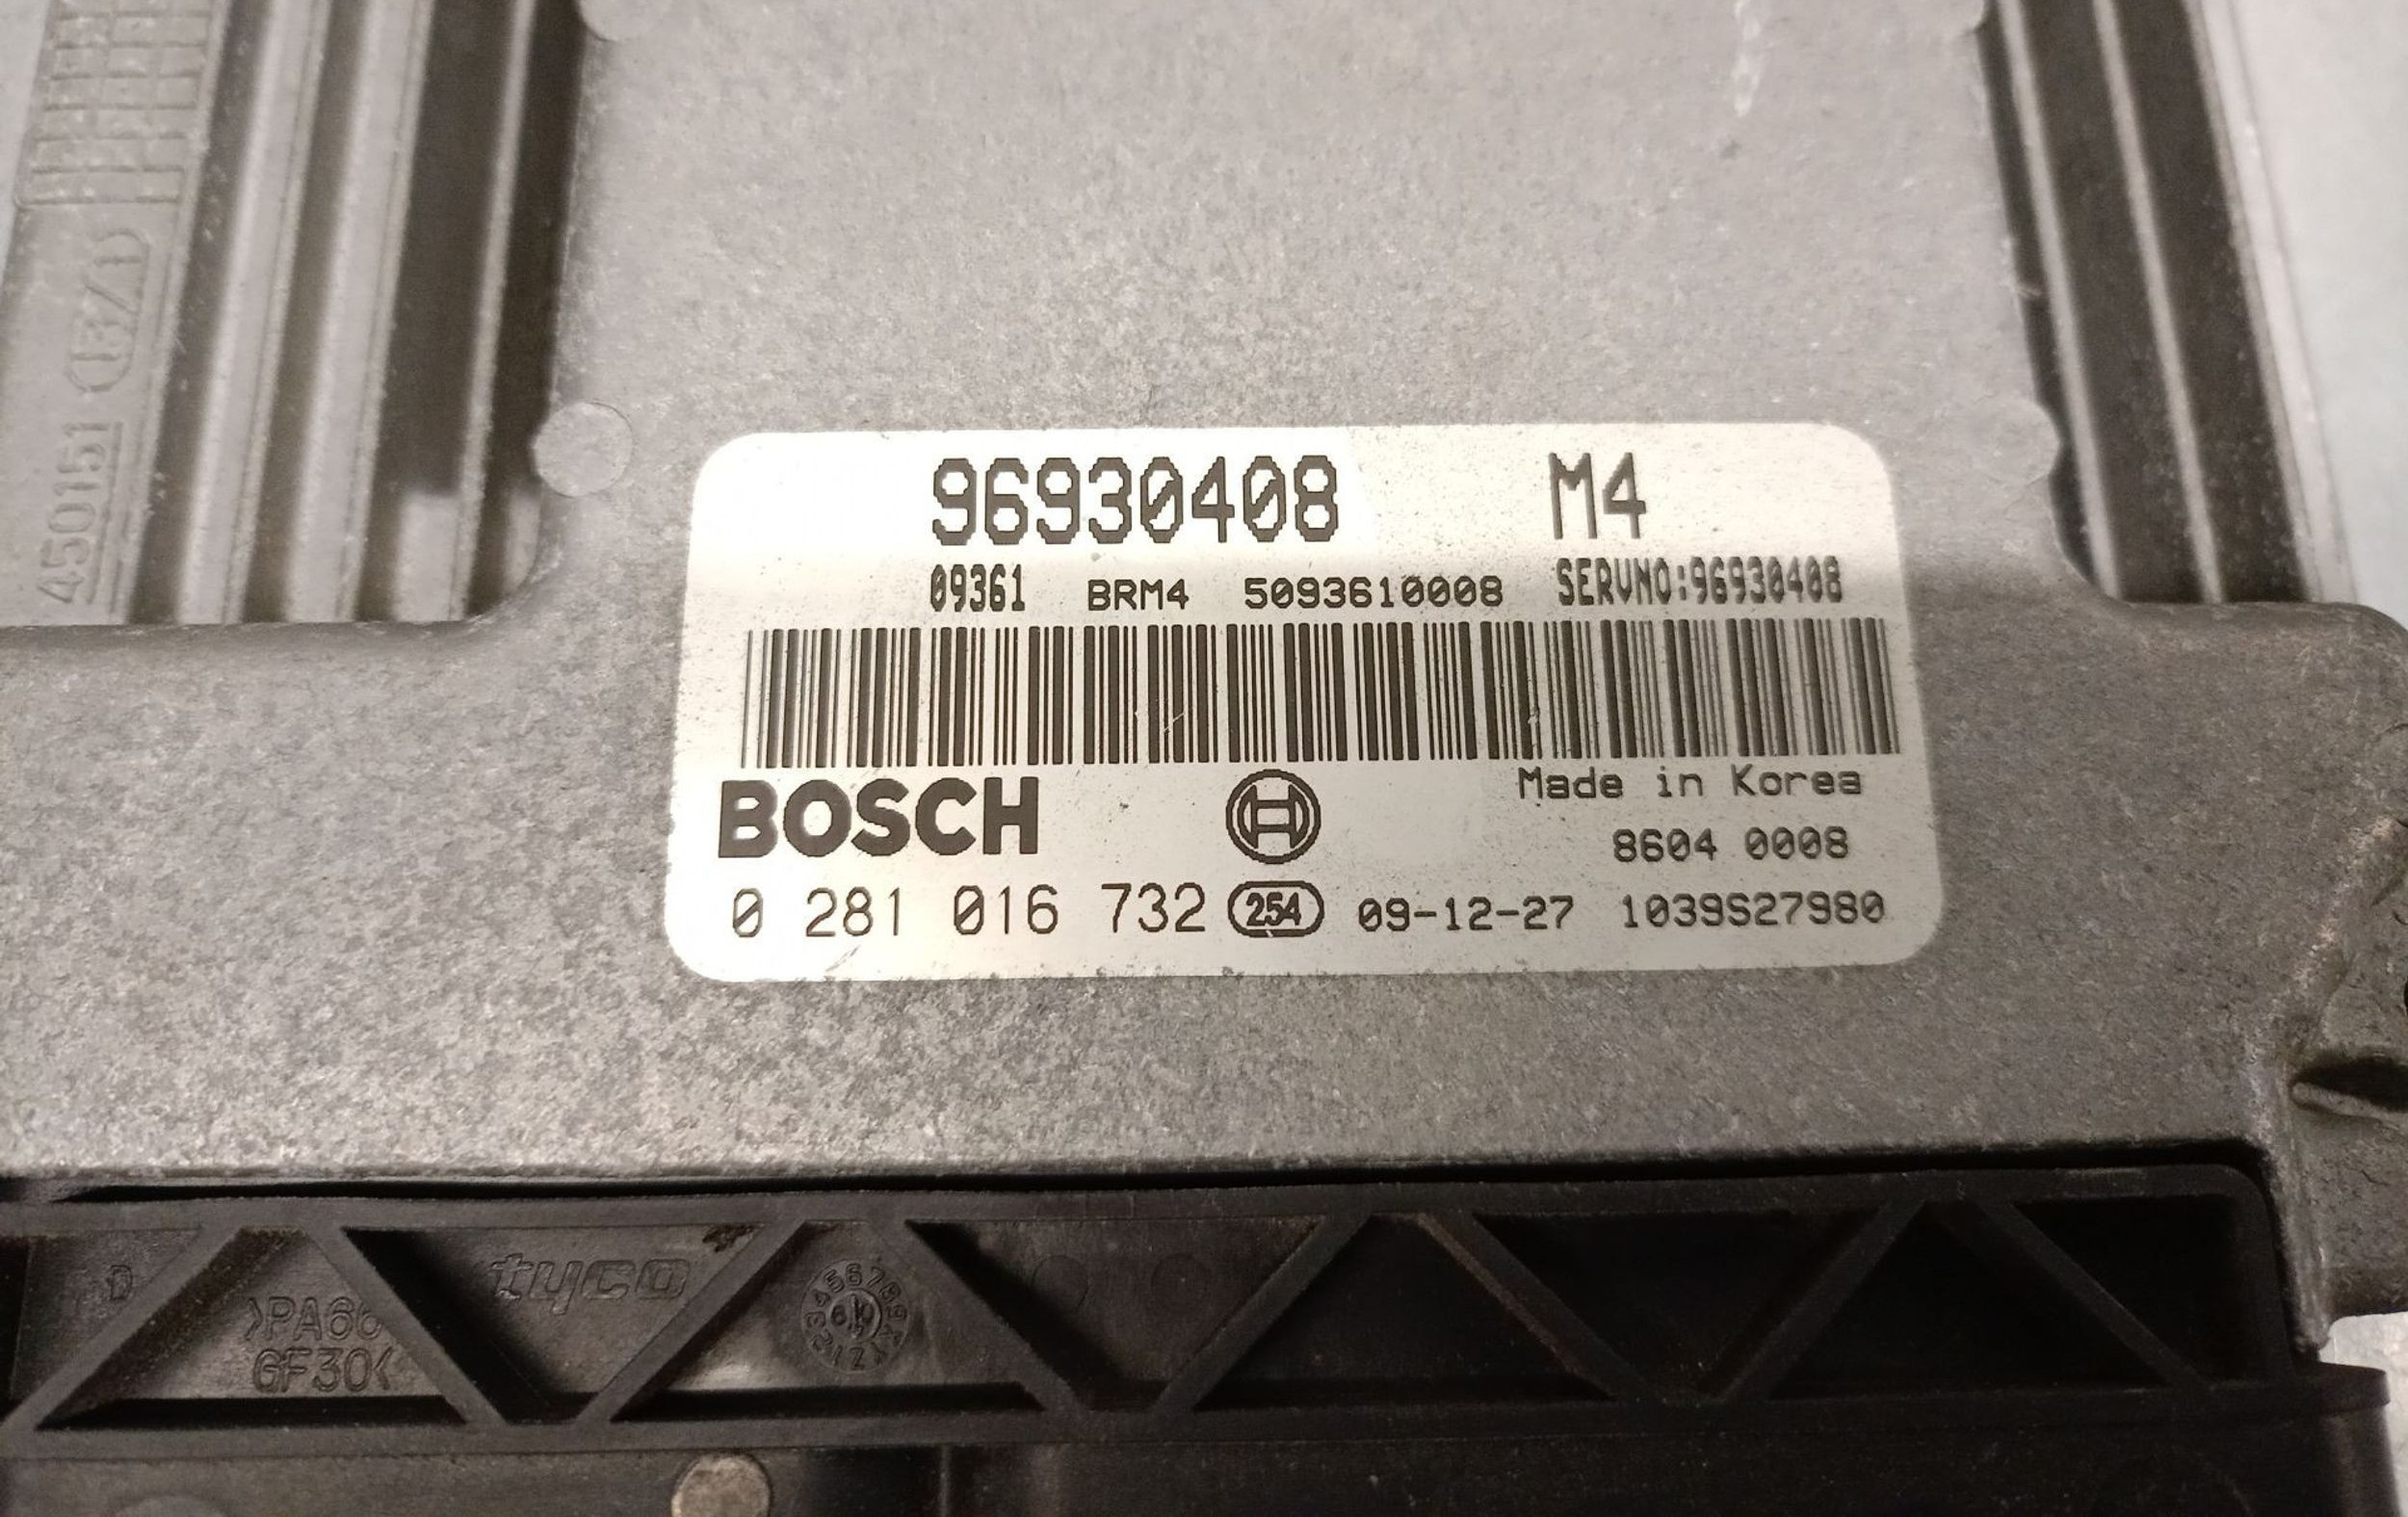 96930408 M4
09361 BRM4 5093610008 SERVNO:96930408
BOSCH
Made in Korea
8604 0008
0 281 016 732 254 09-12-27 1039S27980
450151
tyco
>PA66
GF30<